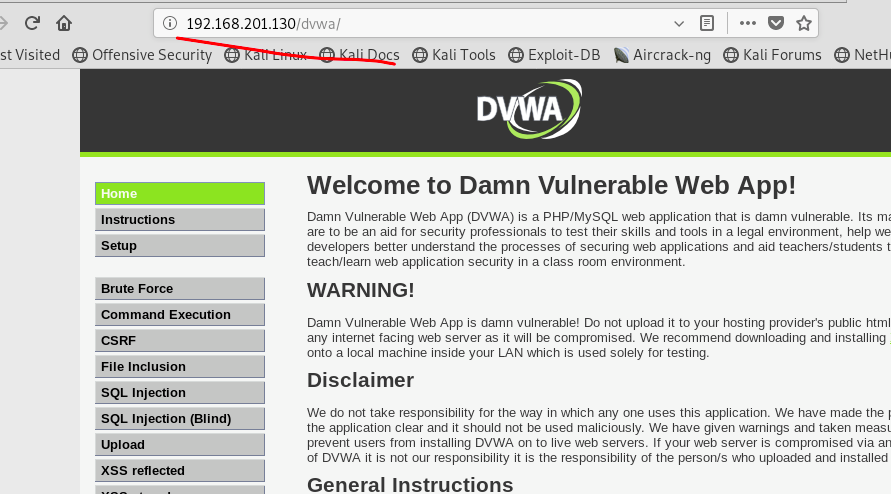 192.168.201.130/dvwa/
st Visited Offensive Security Kali Linux Kali Docs Kali Tools Exploit-DB Aircrack-ng Kali Forums NetHu
DVWA
Home
Instructions
Setup
Brute Force
Command Execution
CSRF
File Inclusion
SQL Injection
SQL Injection (Blind)
Upload
XSS reflected
Welcome to Damn Vulnerable Web App!
Damn Vulnerable Web App (DVWA) is a PHP/MySQL web application that is damn vulnerable. Its ma
are to be an aid for security professionals to test their skills and tools in a legal environment, help we
developers better understand the processes of securing web applications and aid teachers/students t
teach/learn web application security in a class room environment.
WARNING!
Damn Vulnerable Web App is damn vulnerable! Do not upload it to your hosting provider's public html
any internet facing web server as it will be compromised. We recommend downloading and installing
onto a local machine inside your LAN which is used solely for testing.
Disclaimer
We do not take responsibility for the way in which any one uses this application. We have made the p
the application clear and it should not be used maliciously. We have given warnings and taken measu
prevent users from installing DVWA on to live web servers. If your web server is compromised via an
of DVWA it is not our responsibility it is the responsibility of the person/s who uploaded and installed
General Instructions